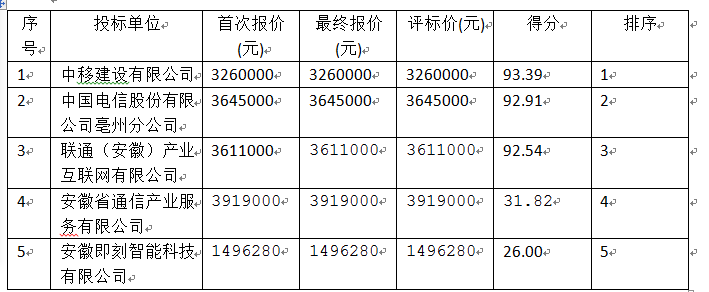 序号 投标单位 首次报价(元) 最终报价(元) 评标价(元) 得分 排序
1 中移建设有限公司 3260000 3260000 3260000 93.39 1
2 中国电信股份有限公司亳州分公司 3645000 3645000 3645000 92.91 2
3 联通（安徽）产业互联网有限公司 3611000 3611000 3611000 92.54 3
4 安徽省通信产业服务有限公司 3919000 3919000 3919000 31.82 4
5 安徽即刻智能科技有限公司 1496280 1496280 1496280 26.00 5